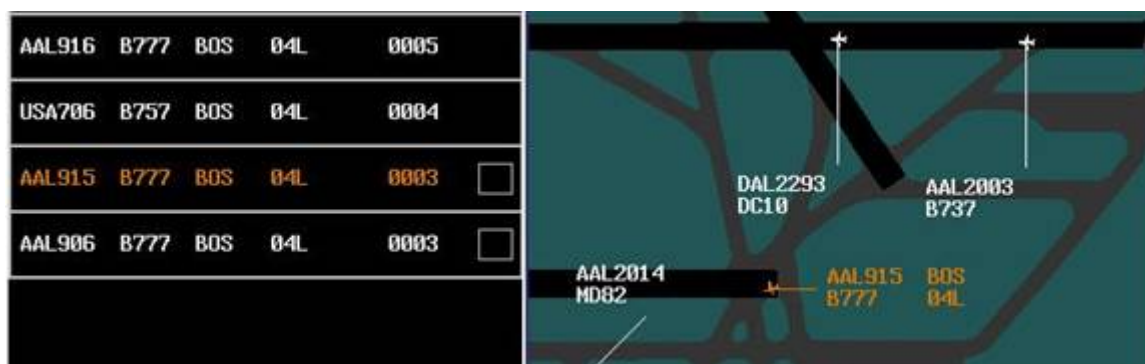 AAL916 B777 BOS 04L 0005
USA706 B757 BOS 04L 0004
AAL915 B777 BOS 04L 0003
AAL906 B777 BOS 04L 0003
DAL2293
DC10
AAL2003
B737
AAL2014
MD82
AAL915 BOS
B777 04L